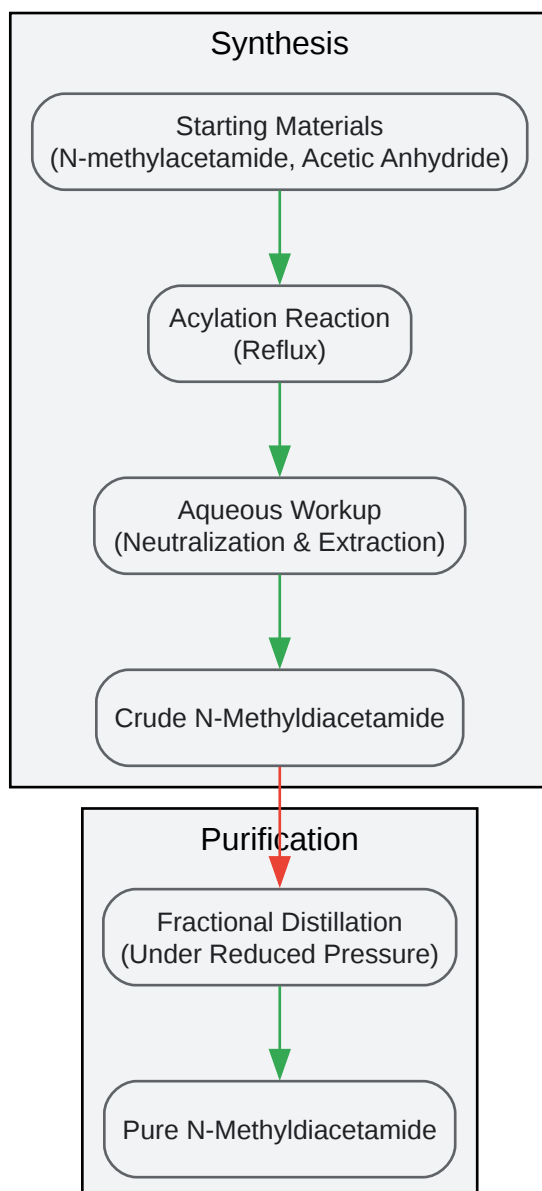 Synthesis
Starting Materials
(N-methylacetamide, Acetic Anhydride)
Acylation Reaction
(Reflux)
Aqueous Workup
(Neutralization & Extraction)
Crude N-Methyldiacetamide
Purification
Fractional Distillation
(Under Reduced Pressure)
Pure N-Methyldiacetamide